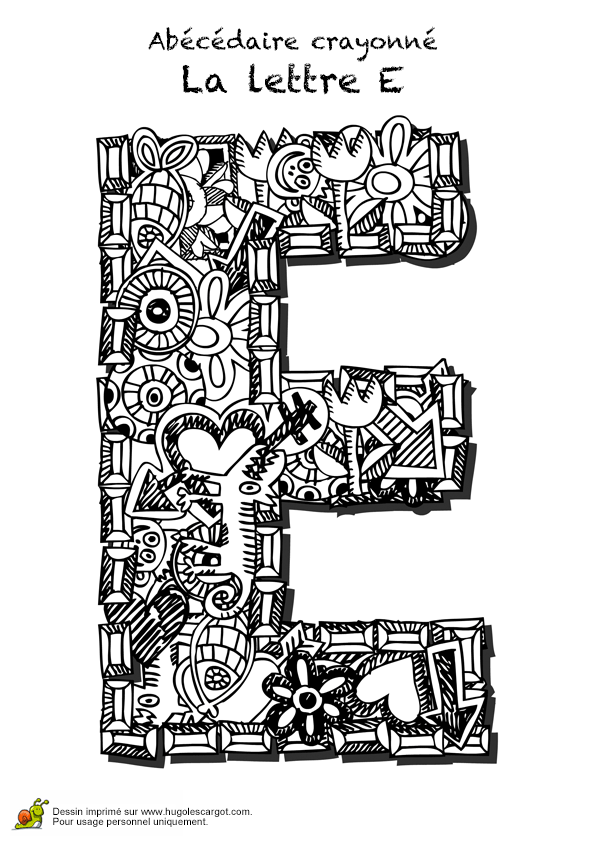 Abécédaire crayonné
La lettre E
Dessin imprimé sur www.hugolescargot.com.
Pour usage personnel uniquement.